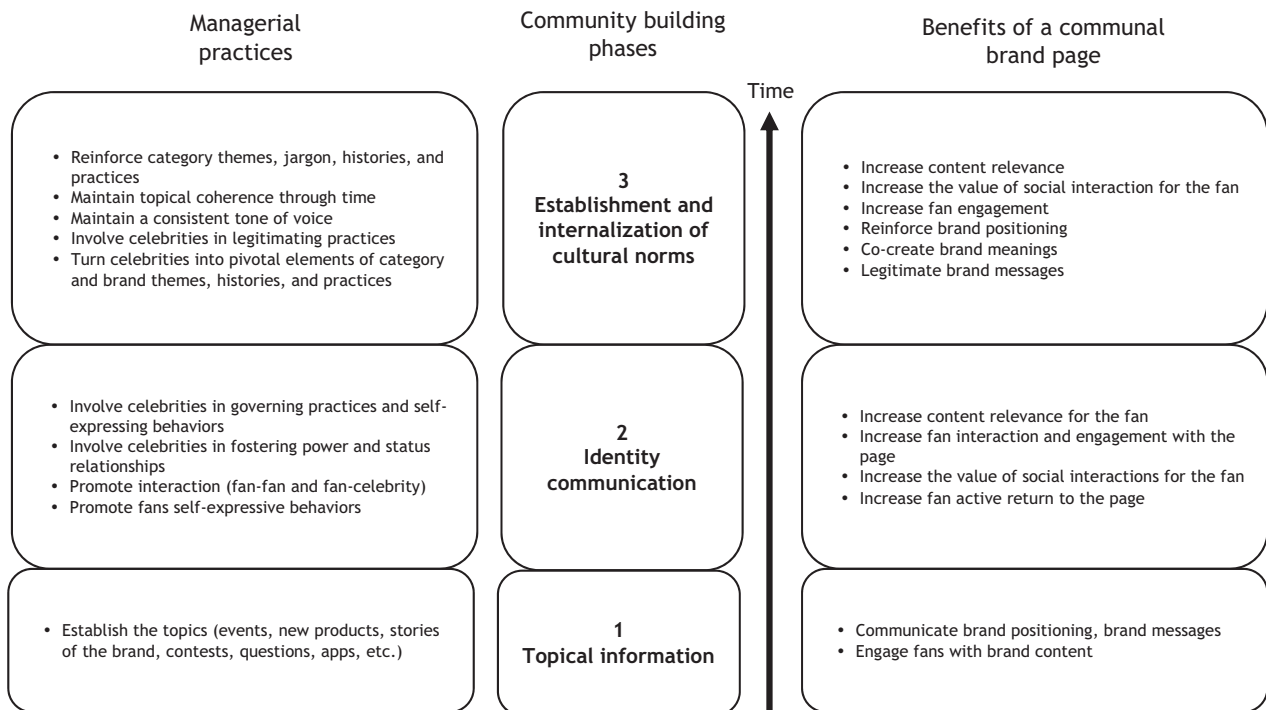 Managerial
practices
Community building
phases
Benefits of a communal
brand page
Time
• Reinforce category themes, jargon, histories, and
practices
• Maintain topical coherence through time
• Maintain a consistent tone of voice
• Involve celebrities in legitimating practices
• Turn celebrities into pivotal elements of category
and brand themes, histories, and practices
3
Establishment and
internalization of
cultural norms
• Increase content relevance
• Increase the value of social interaction for the fan
• Increase fan engagement
• Reinforce brand positioning
• Co-create brand meanings
• Legitimate brand messages
• Involve celebrities in governing practices and self-
expressing behaviors
• Involve celebrities in fostering power and status
relationships
• Promote interaction (fan-fan and fan-celebrity)
• Promote fans self-expressive behaviors
2
Identity
communication
• Increase content relevance for the fan
• Increase fan interaction and engagement with the
page
• Increase the value of social interactions for the fan
• Increase fan active return to the page
• Establish the topics (events, new products, stories
of the brand, contests, questions, apps, etc.)
1
Topical information
• Communicate brand positioning, brand messages
• Engage fans with brand content